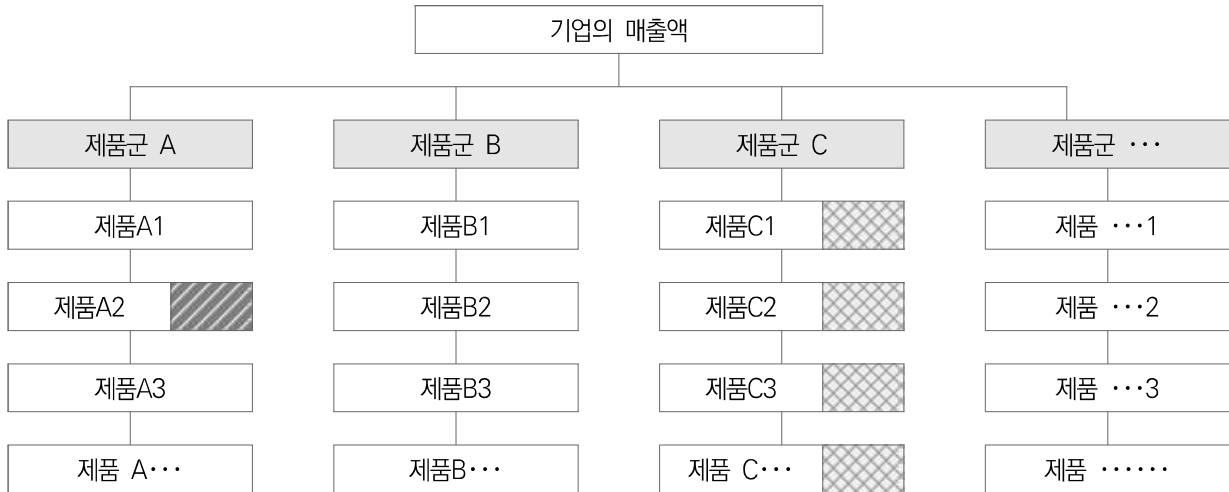 기업의 매출액
제품군 A 제품군 B 제품군 C 제품군 ···
제품A1 제품B1 제품C1 제품 ···1
제품A2 제품B2 제품C2 제품 ···2
제품A3 제품B3 제품C3 제품 ···3
제품 A··· 제품B··· 제품 C··· 제품 ······